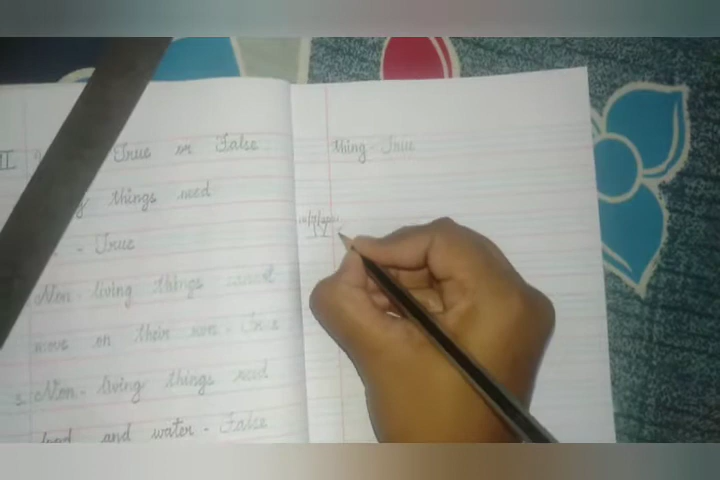 III True or False
things need
- True
Non-living things cannot
move on their own - True
3. Non-living things need
food and water - False
thing - True